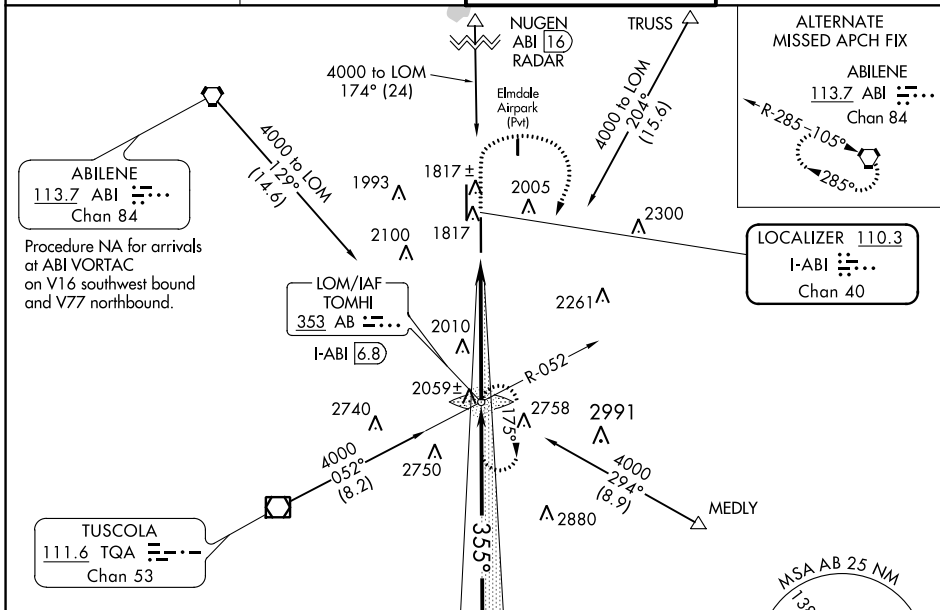 NUGEN
ABI 16
RADAR
TRUSS
ALTERNATE
MISSED APCH FIX
ABILENE
113.7 ABI
Chan 84
R-285
105°
285°
4000 to LOM
174° (24)
Elmdale
Airpark
(Pvt)
4000 to LOM
204°
(15.6)
4000 to LOM
129°
(14.6)
ABILENE
113.7 ABI
Chan 84
Procedure NA for arrivals
at ABI VORTAC
on V16 southwest bound
and V77 northbound.
1993
1817±
2005
2300
2100
1817
LOCALIZER 110.3
I-ABI
Chan 40
LOM/IAF
TOMHI
353 AB
I-ABI 6.8
2261
2010
R-052
2059±
2740
2758
2991
175°
2750
4000
052°
(8.2)
4000
294°
(8.9)
MEDLY
2880
355°
TUSCOLA
111.6 TQA
Chan 53
MSA AB 25 NM